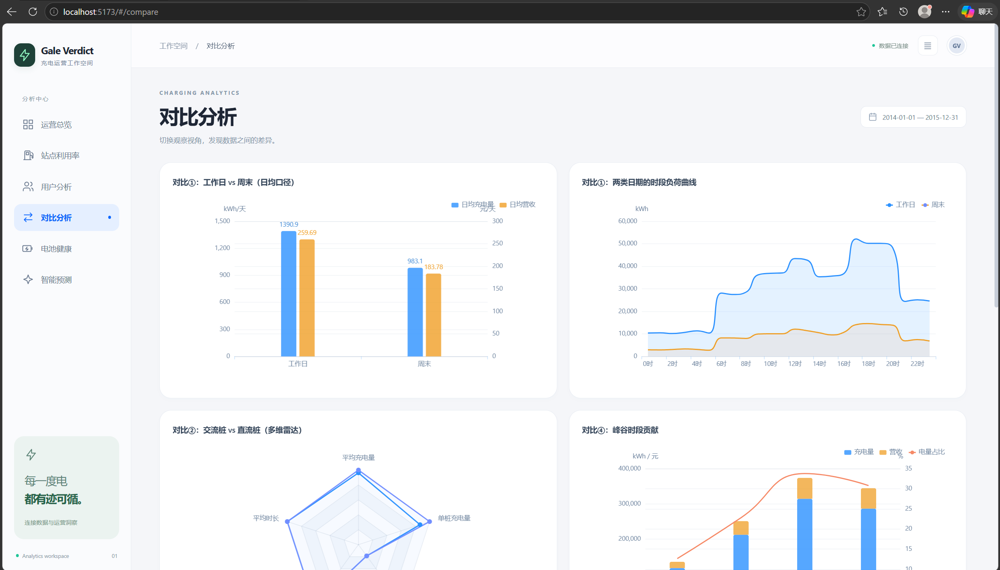 localhost:5173/#/compare
聊天
Gale Verdict
充电运营工作空间
分析中心
运营总览
站点利用率
用户分析
对比分析
电池健康
智能预测
每一度电
都有迹可循。
连接数据与运营洞察
Analytics workspace
01
工作空间 / 对比分析
数据已连接
GV
CHARGING ANALYTICS
对比分析
切换观察视角，发现数据之间的差异。
2014-01-01 — 2015-12-31
对比①：工作日 vs 周末（日均口径）
日均充电量 日均营收
kWh/天
元/天
1,500
1,200
900
600
300
0
300
250
200
150
100
50
0
1390.9
259.69
983.1
183.78
工作日
周末
对比①：两类日期的时段负荷曲线
工作日 周末
kWh
60,000
50,000
40,000
30,000
20,000
10,000
0
0时 2时 4时 6时 8时 10时 12时 14时 16时 18时 20时 22时
对比②：交流桩 vs 直流桩（多维雷达）
平均充电量
平均时长
单桩充电量
对比④：峰谷时段贡献
充电量 营收 电量占比
kWh / 元
%
400,000
300,000
200,000
35
30
25
20
15
10